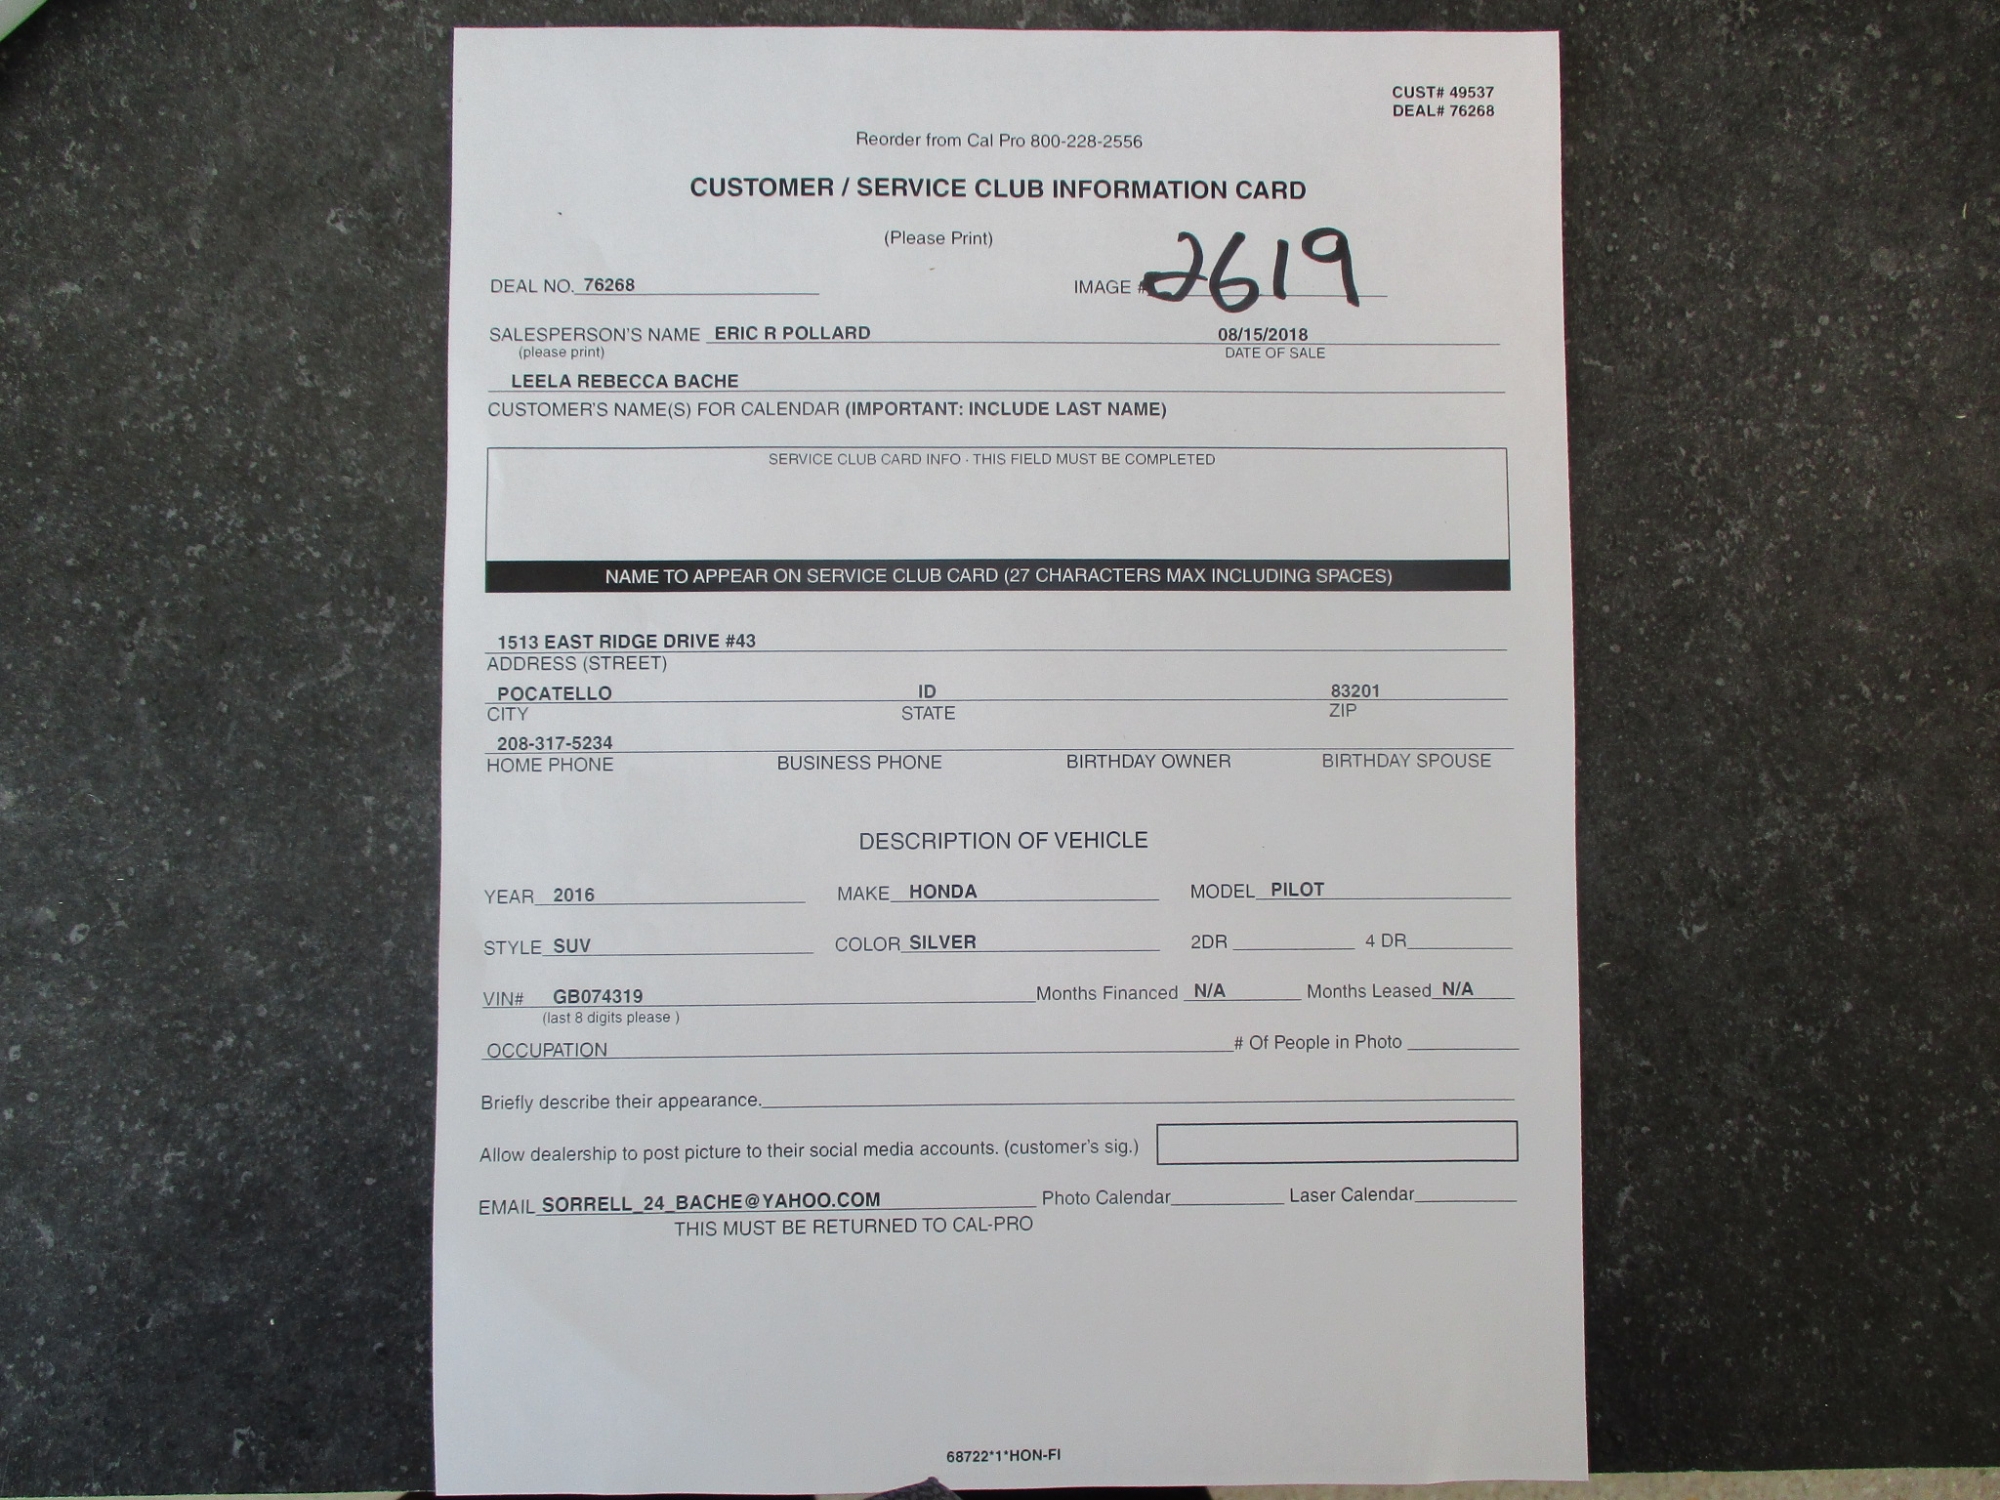 CUST# 49537
DEAL# 76268
Reorder from Cal Pro 800-228-2556
CUSTOMER / SERVICE CLUB INFORMATION CARD
(Please Print)
DEAL NO. 76268 IMAGE # 2619
SALESPERSON'S NAME ERIC R POLLARD 08/15/2018
(please print) DATE OF SALE
LEELA REBECCA BACHE
CUSTOMER'S NAME(S) FOR CALENDAR (IMPORTANT: INCLUDE LAST NAME)
SERVICE CLUB CARD INFO - THIS FIELD MUST BE COMPLETED
NAME TO APPEAR ON SERVICE CLUB CARD (27 CHARACTERS MAX INCLUDING SPACES)
1513 EAST RIDGE DRIVE #43
ADDRESS (STREET)
POCATELLO ID 83201
CITY STATE ZIP
208-317-5234
HOME PHONE BUSINESS PHONE BIRTHDAY OWNER BIRTHDAY SPOUSE
DESCRIPTION OF VEHICLE
YEAR 2016 MAKE HONDA MODEL PILOT
STYLE SUV COLOR SILVER 2DR 4 DR
VIN# GB074319 Months Financed N/A Months Leased N/A
(last 8 digits please )
OCCUPATION # Of People in Photo
Briefly describe their appearance.
Allow dealership to post picture to their social media accounts. (customer's sig.)
EMAIL SORRELL_24_BACHE@YAHOO.COM Photo Calendar Laser Calendar
THIS MUST BE RETURNED TO CAL-PRO
68722*1*HON-FI